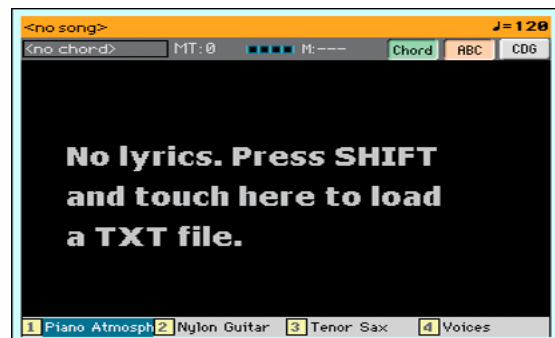 <no song> ♩=120
<no chord> MT:0 M:--- Chord ABC CDG
No lyrics. Press SHIFT
and touch here to load
a TXT file.
1 Piano Atmosph 2 Nylon Guitar 3 Tenor Sax 4 Voices